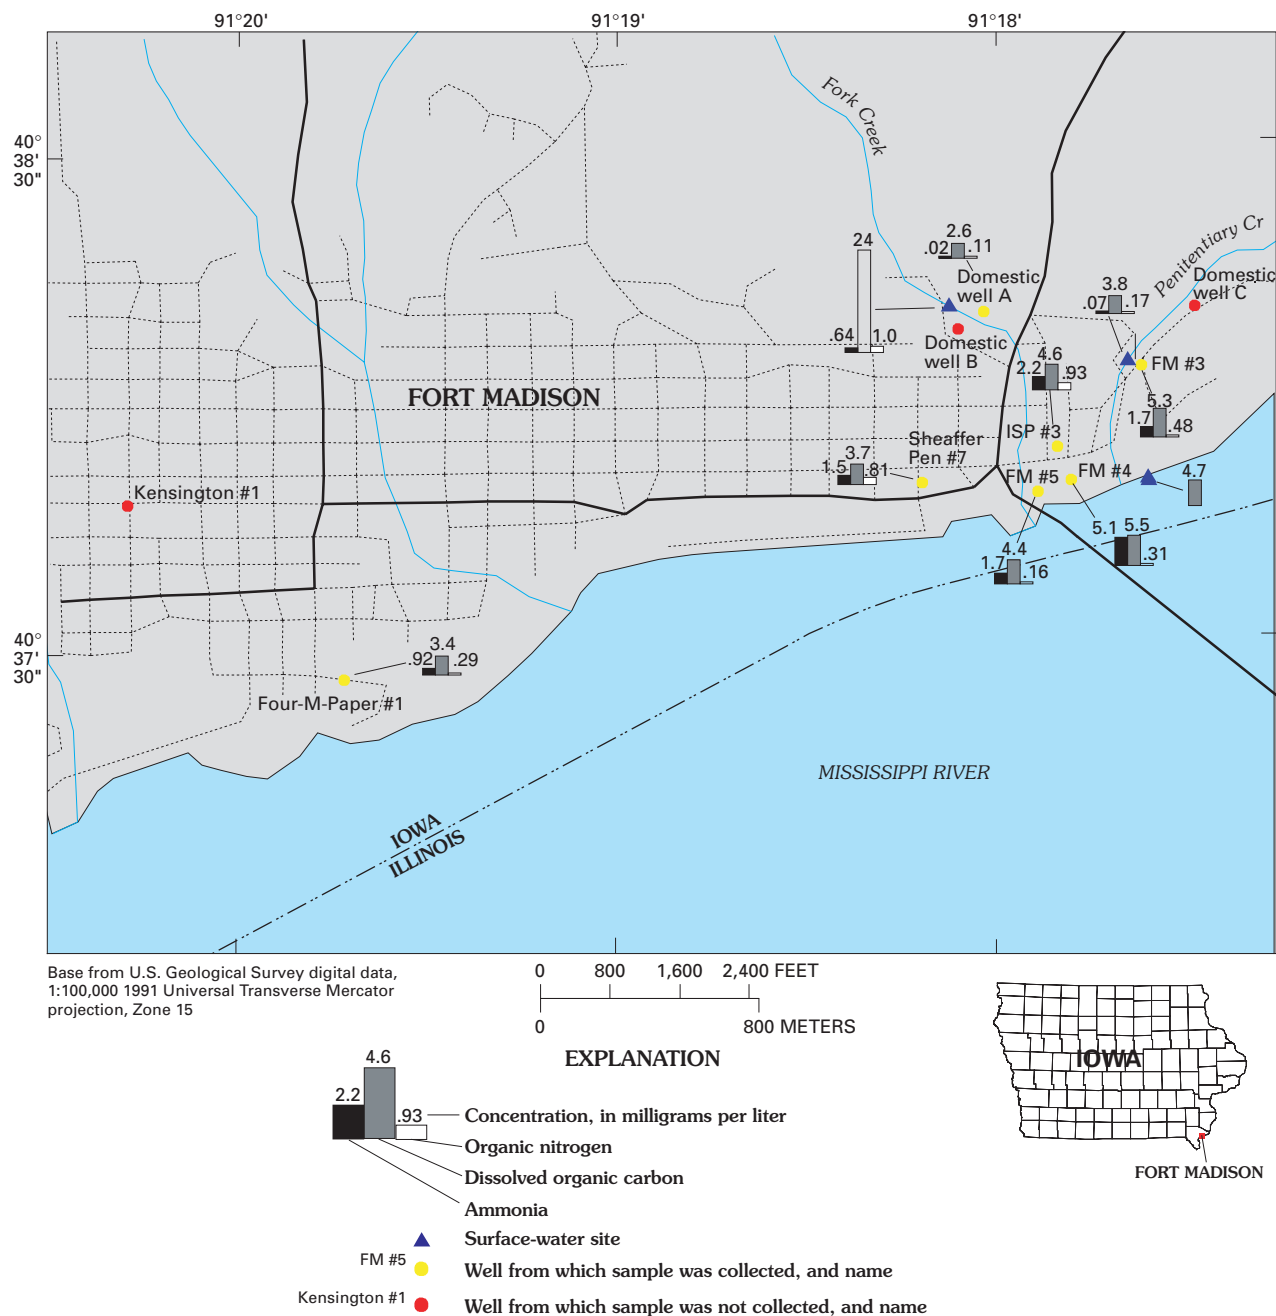 91°20'
91°19'
91°18'
40°
38'
30"
Fork Creek
Penitentiary Cr
24
.64
1.0
2.6
.02
.11
Domestic
well A
Domestic
well B
3.8
.07
.17
Domestic
well C
FM #3
4.6
2.2
.93
5.3
1.7
.48
FORT MADISON
ISP #3
Sheaffer
Pen #7
3.7
1.5
.81
FM #5
FM #4
4.7
Kensington #1
5.1
5.5
.31
4.4
1.7
.16
40°
37'
30"
3.4
.92
.29
Four-M-Paper #1
MISSISSIPPI RIVER
IOWA
ILLINOIS
Base from U.S. Geological Survey digital data,
1:100,000 1991 Universal Transverse Mercator
projection, Zone 15
0 800 1,600 2,400 FEET
0 800 METERS
EXPLANATION
4.6
2.2
.93
Concentration, in milligrams per liter
Organic nitrogen
Dissolved organic carbon
Ammonia
Surface-water site
FM #5
Well from which sample was collected, and name
Kensington #1
Well from which sample was not collected, and name
IOWA
FORT MADISON